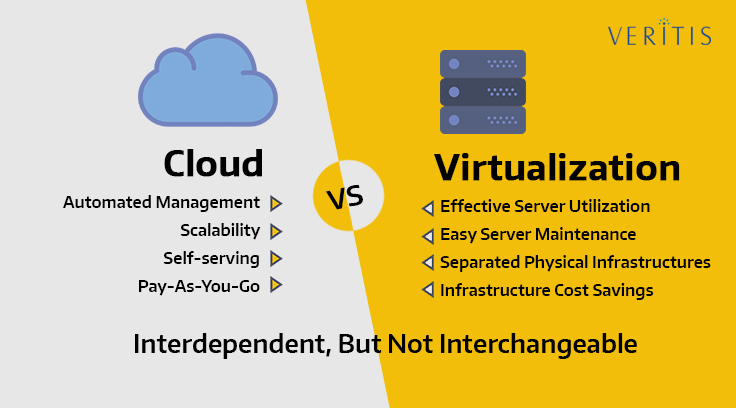 VERITIS
Cloud
Automated Management
Scalability
Self-serving
Pay-As-You-Go
VS
Virtualization
Effective Server Utilization
Easy Server Maintenance
Separated Physical Infrastructures
Infrastructure Cost Savings
Interdependent, But Not Interchangeable